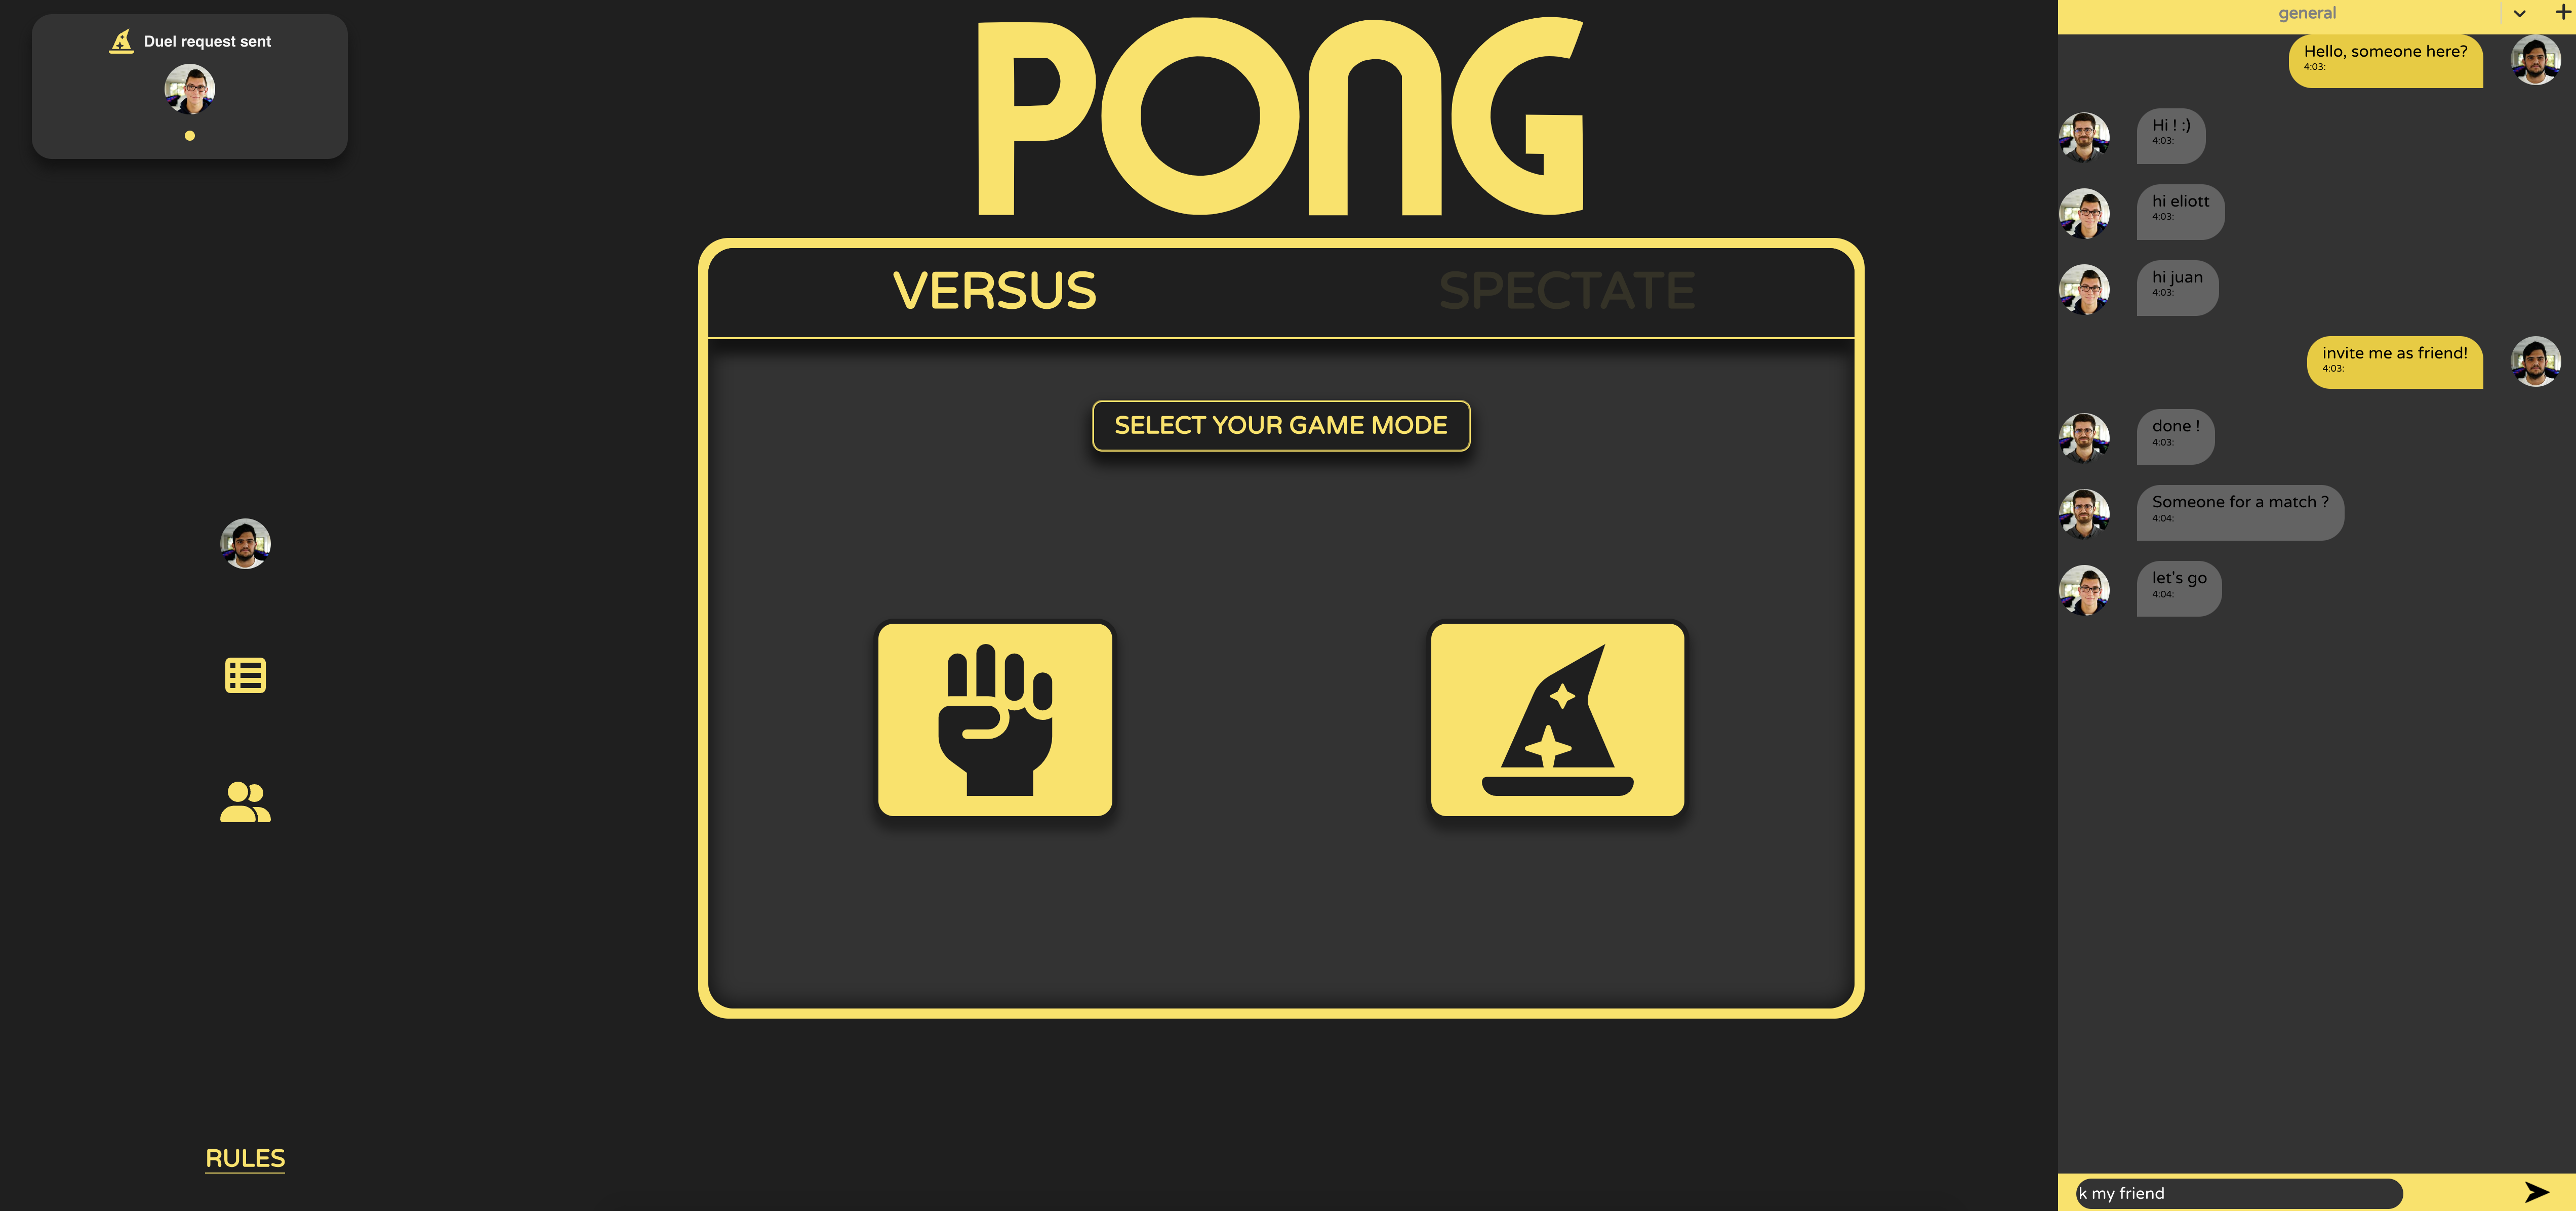 Duel request sent
PONG
VERSUS
SPECTATE
SELECT YOUR GAME MODE
RULES
general
Hello, someone here?
4:03:
Hi ! :)
4:03:
hi eliott
4:03:
hi juan
4:03:
invite me as friend!
4:03:
done !
4:03:
Someone for a match ?
4:04:
let's go
4:04:
k my friend